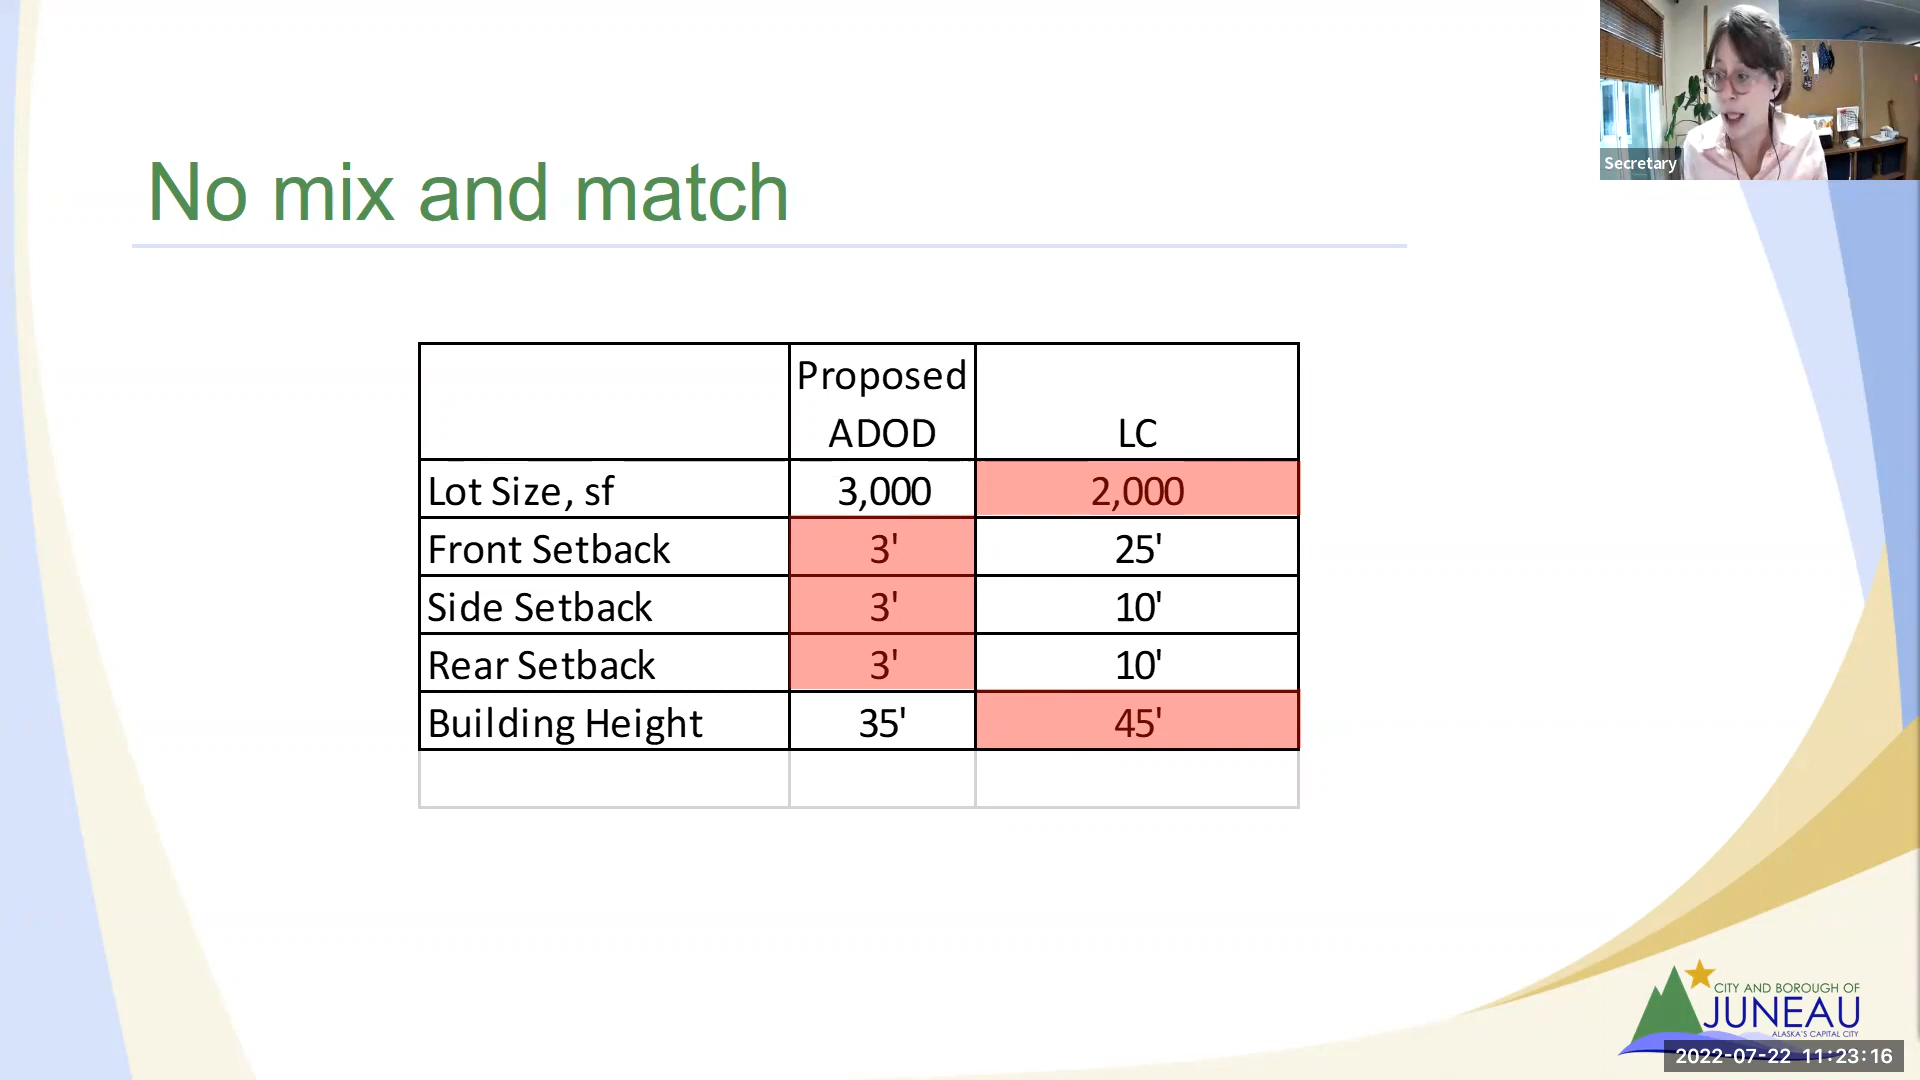 Secretary
No mix and match
Proposed
ADOD LC
Lot Size, sf 3,000 2,000
Front Setback 3' 25'
Side Setback 3' 10'
Rear Setback 3' 10'
Building Height 35' 45'
CITY AND BOROUGH OF
JUNEAU
ALASKA'S CAPITAL CITY
2022-07-22 11:23:16